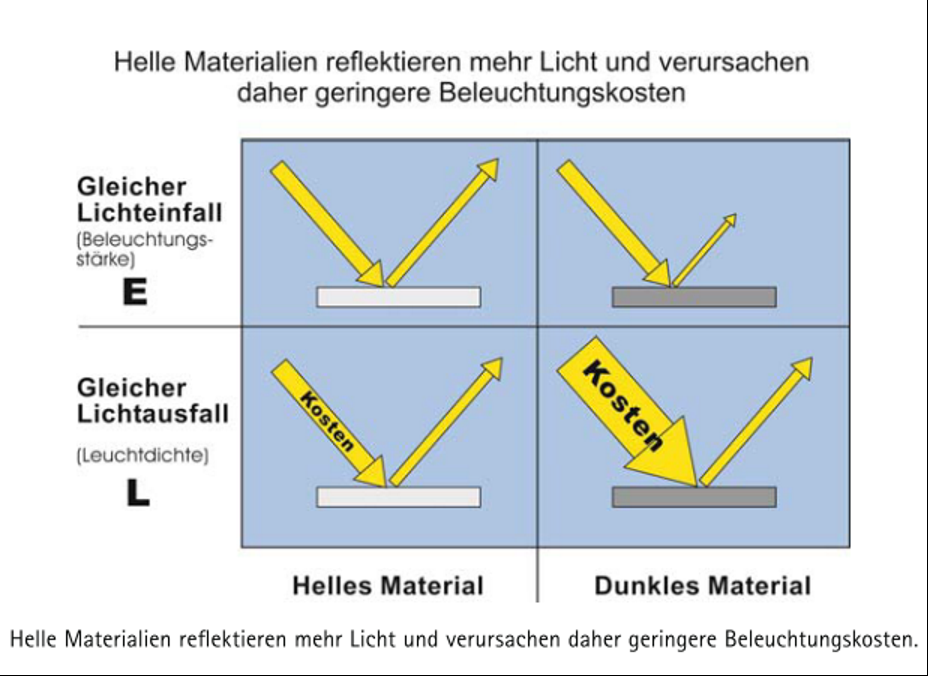 Helle Materialien reflektieren mehr Licht und verursachen
daher geringere Beleuchtungskosten
Gleicher
Lichteinfall
(Beleuchtungs-
stärke)
E
Gleicher
Lichtausfall
(Leuchtdichte)
L
Kosten
Kosten
Helles Material
Dunkles Material
Helle Materialien reflektieren mehr Licht und verursachen daher geringere Beleuchtungskosten.